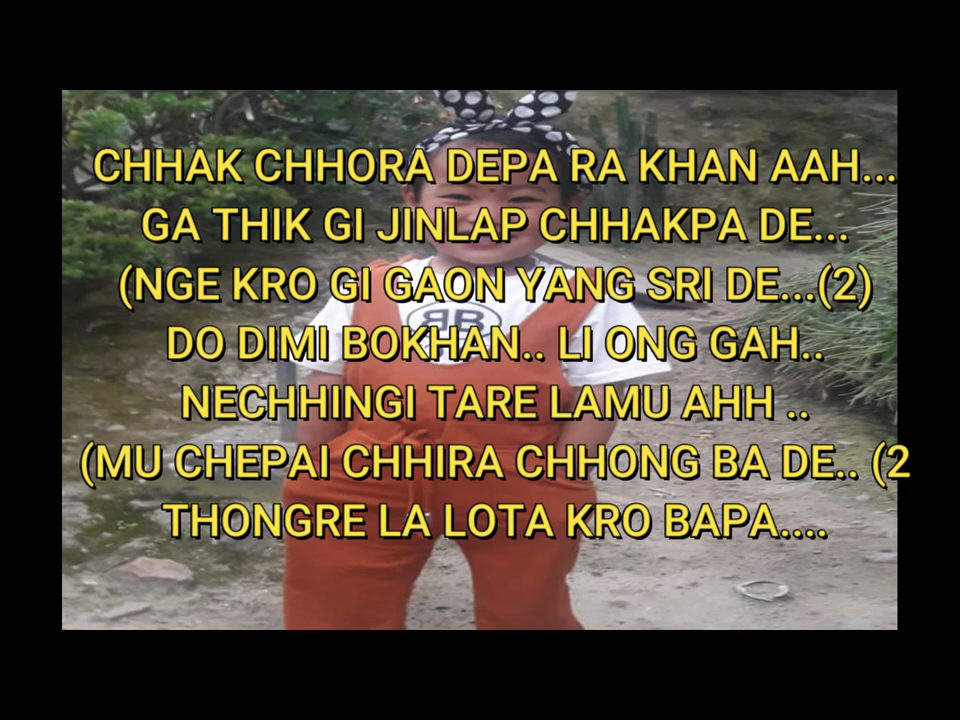 CHHAK CHHORA DEPA RA KHAN AAH...
GA THIK GI JINLAP CHHAKPA DE...
(NGE KRO GI GAON YANG SRI DE...(2)
DO DIMI BOKHAN.. LI ONG GAH..
NECHHINGI TARE LAMU AHH ..
(MU CHEPAI CHHIRA CHHONG BA DE.. (2
THONGRE LA LOTA KRO BAPA....